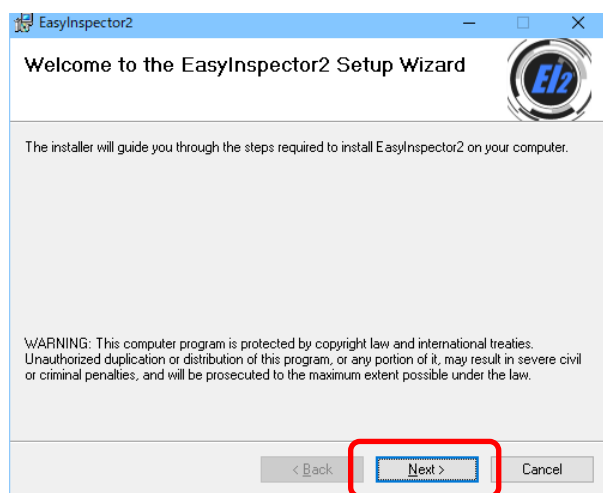 EasyInspector2
Welcome to the EasyInspector2 Setup Wizard
EI2
The installer will guide you through the steps required to install EasyInspector2 on your computer.
WARNING: This computer program is protected by copyright law and international treaties.
Unauthorized duplication or distribution of this program, or any portion of it, may result in severe civil
or criminal penalties, and will be prosecuted to the maximum extent possible under the law.
< Back Next > Cancel